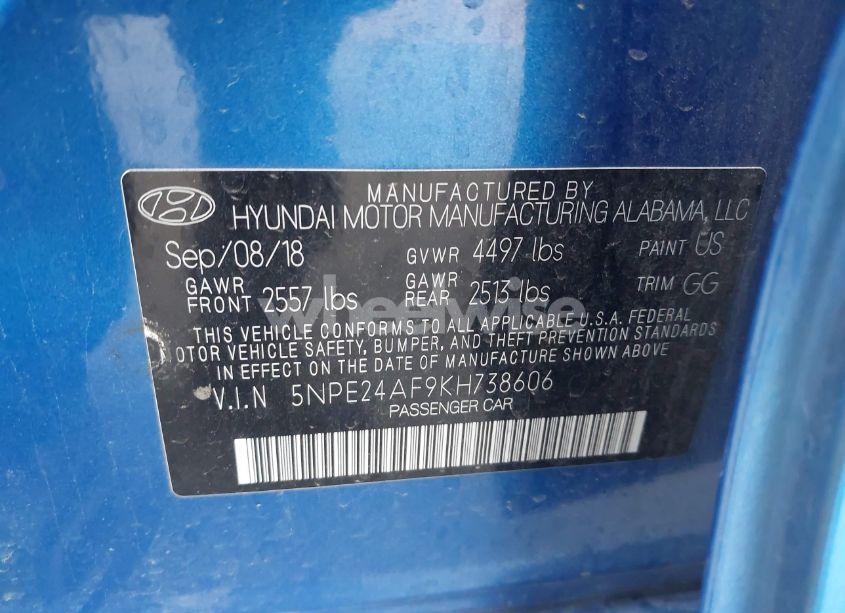 MANUFACTURED BY
HYUNDAI MOTOR MANUFACTURING ALABAMA, LLC
Sep/08/18 GVWR 4497 lbs PAINT US
GAWR FRONT 2557 lbs GAWR REAR 2513 lbs TRIM GG
THIS VEHICLE CONFORMS TO ALL APPLICABLE U.S.A. FEDERAL
MOTOR VEHICLE SAFETY, BUMPER, AND THEFT PREVENTION STANDARDS
IN EFFECT ON THE DATE OF MANUFACTURE SHOWN ABOVE
V.I.N 5NPE24AF9KH738606
PASSENGER CAR
wheelwise